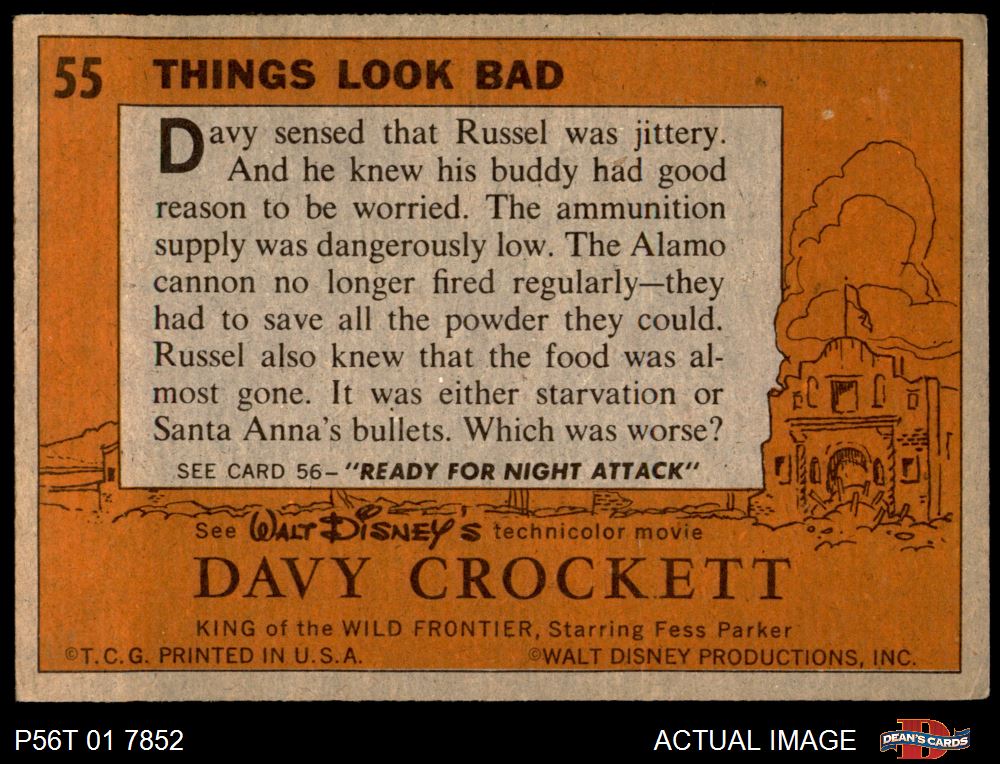 55 THINGS LOOK BAD
Davy sensed that Russel was jittery.
And he knew his buddy had good
reason to be worried. The ammunition
supply was dangerously low. The Alamo
cannon no longer fired regularly—they
had to save all the powder they could.
Russel also knew that the food was al-
most gone. It was either starvation or
Santa Anna's bullets. Which was worse?
SEE CARD 56–"READY FOR NIGHT ATTACK"
See WALT DISNEY'S technicolor movie
DAVY CROCKETT
KING of the WILD FRONTIER, Starring Fess Parker
©T.C.G. PRINTED IN U.S.A. ©WALT DISNEY PRODUCTIONS, INC.
P56T 01 7852 ACTUAL IMAGE D DEAN'S CARDS